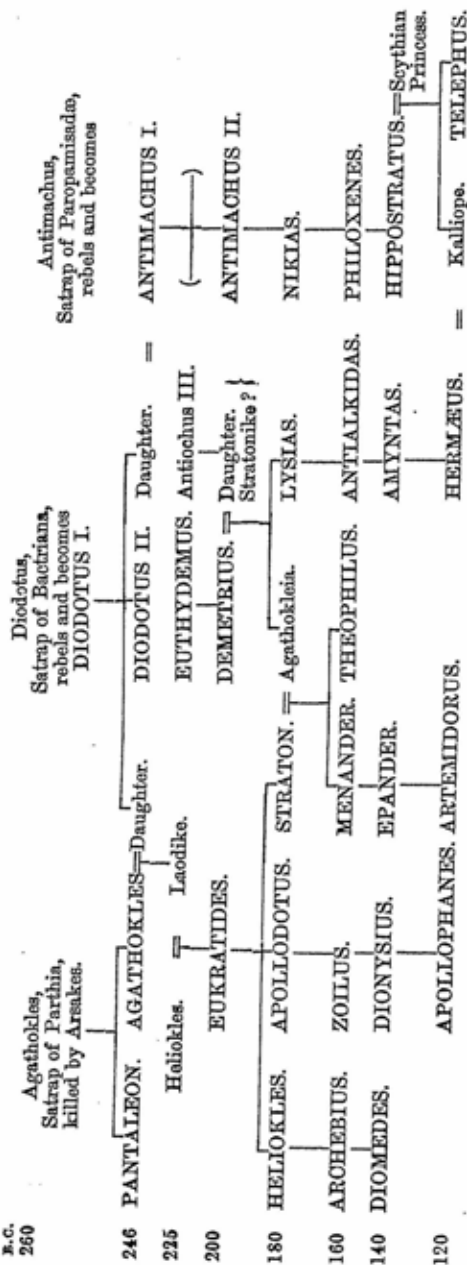 B.C.
260
Agathokles,
Satrap of Parthia,
killed by Arsakes.
Diodotus,
Satrap of Bactriana,
rebels and becomes
DIODOTUS I.
Antimachus,
Satrap of Paropamisadæ,
rebels and becomes
246 PANTALEON. AGATHOKLES=Daughter. DIODOTUS II. Daughter. = ANTIMACHUS I.
225 Heliokles. = Laodike. EUTHYDEMUS. Antiochus III.
200 EUKRATIDES. DEMETRIUS. = Daughter. Stratonike? } ANTIMACHUS II.
180 HELIOKLES. APOLLODOTUS. STRATON. = Agathokleia. LYSIAS. NIKIAS.
160 ARCHEBIUS. ZOILUS. MENANDER. THEOPHILUS. ANTIALKIDAS. PHILOXENES.
140 DIOMEDES. DIONYSIUS. EPANDER. AMYNTAS. HIPPOSTRATUS.=Scythian Princess.
120 APOLLOPHANES. ARTEMIDORUS. HERMÆUS. = Kalliope. TELEPHUS.